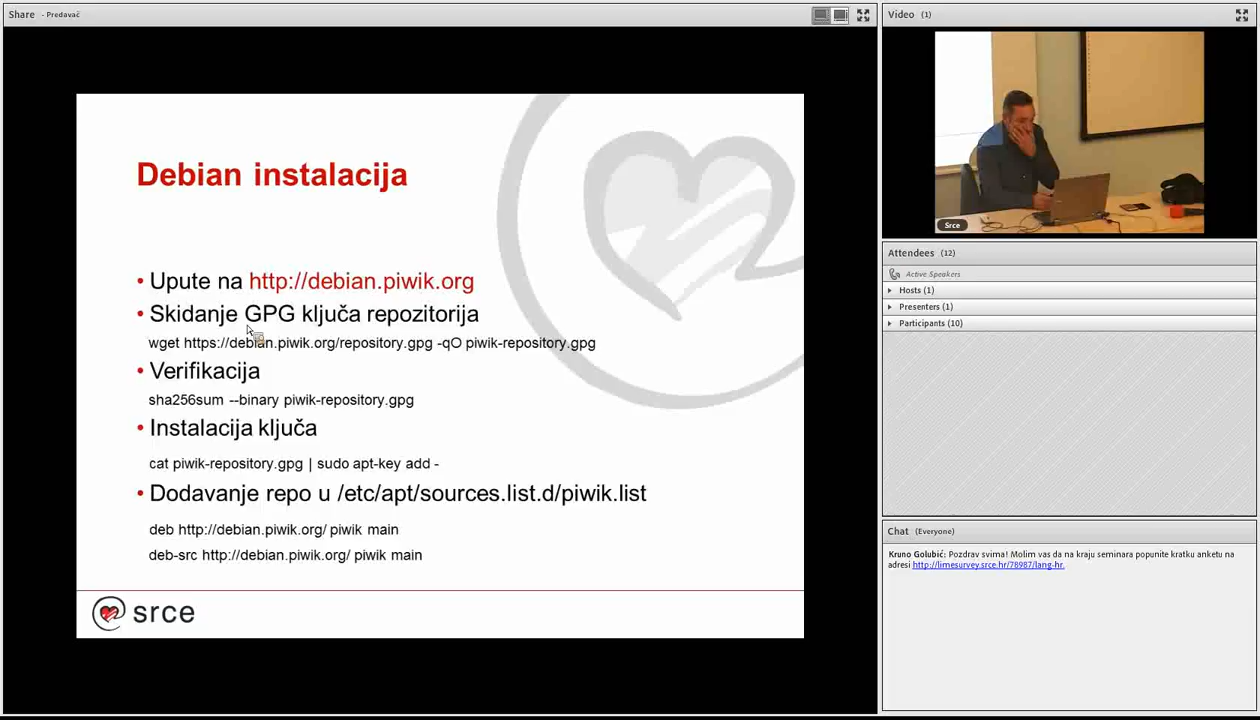 Share - Predavač
Debian instalacija
• Upute na http://debian.piwik.org
• Skidanje GPG ključa repozitorija
wget https://debian.piwik.org/repository.gpg -qO piwik-repository.gpg
• Verifikacija
sha256sum --binary piwik-repository.gpg
• Instalacija ključa
cat piwik-repository.gpg | sudo apt-key add -
• Dodavanje repo u /etc/apt/sources.list.d/piwik.list
deb http://debian.piwik.org/ piwik main
deb-src http://debian.piwik.org/ piwik main
srce
Video (1)
Srce
Attendees (12)
Active Speakers
Hosts (1)
Presenters (1)
Participants (10)
Chat (Everyone)
Kruno Golubić: Pozdrav svima! Molim vas da na kraju seminara popunite kratku anketu na
adresi http://limesurvey.srce.hr/78987/lang-hr.